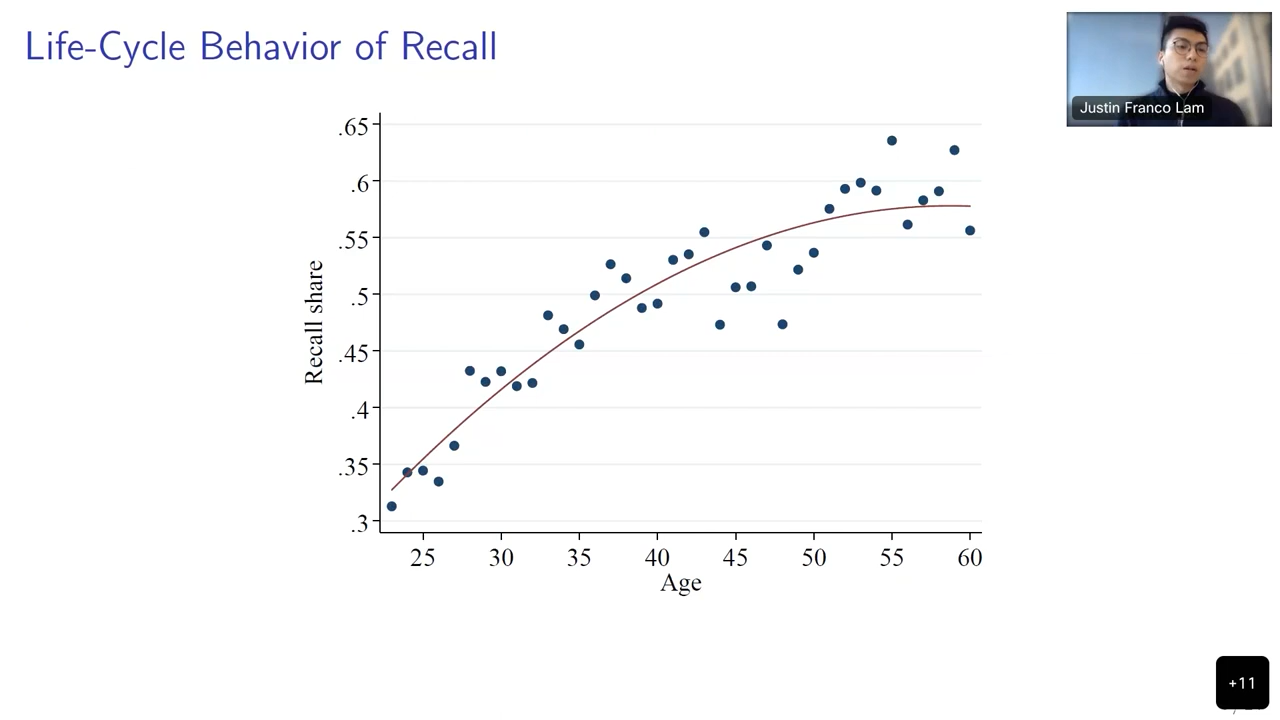 Life-Cycle Behavior of Recall
Justin Franco Lam
.65
.6
.55
.5
.45
.4
.35
.3
Recall share
25 30 35 40 45 50 55 60
Age
+11